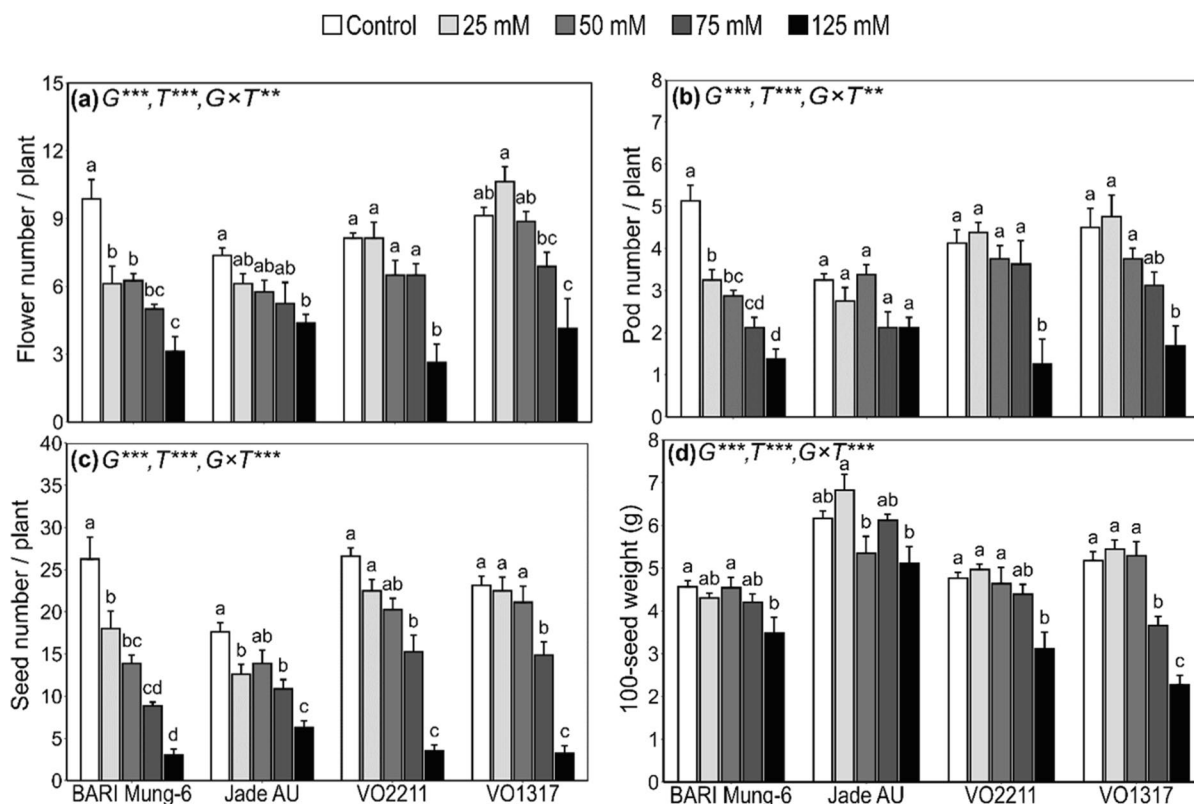 Control 25 mM 50 mM 75 mM 125 mM
(a) G***, T***, G×T**
Flower number / plant
15
12
9
6
3
0
a b b bc c
a ab ab ab b
a a a a b
ab a ab bc c
(b) G***, T***, G×T**
Pod number / plant
8
7
6
5
4
3
2
1
0
a b bc cd d
a a a a a
a a a a b
a a a ab b
(c) G***, T***, G×T***
Seed number / plant
40
35
30
25
20
15
10
5
0
a b bc cd d
a b ab b c
a a ab b c
a a a b c
BARI Mung-6 Jade AU VO2211 VO1317
(d) G***, T***, G×T***
100-seed weight (g)
8
7
6
5
4
3
2
1
0
a ab a ab b
ab a b ab b
a a a ab b
a a a b c
BARI Mung-6 Jade AU VO2211 VO1317